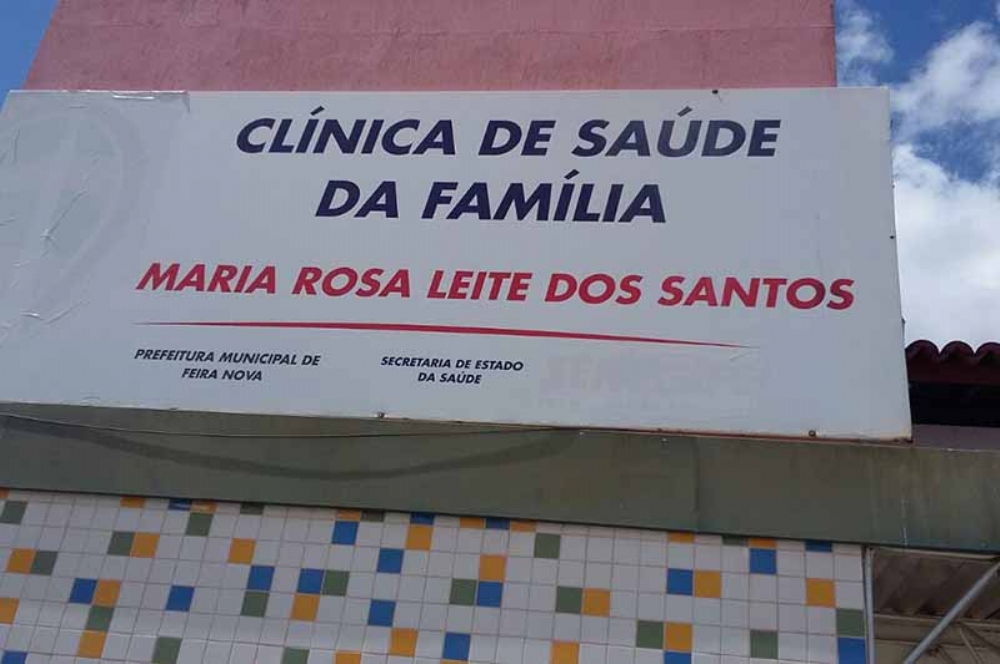 CLÍNICA DE SAÚDE
DA FAMÍLIA
MARIA ROSA LEITE DOS SANTOS
PREFEITURA MUNICIPAL DE
FEIRA NOVA
SECRETARIA DE ESTADO
DA SAÚDE